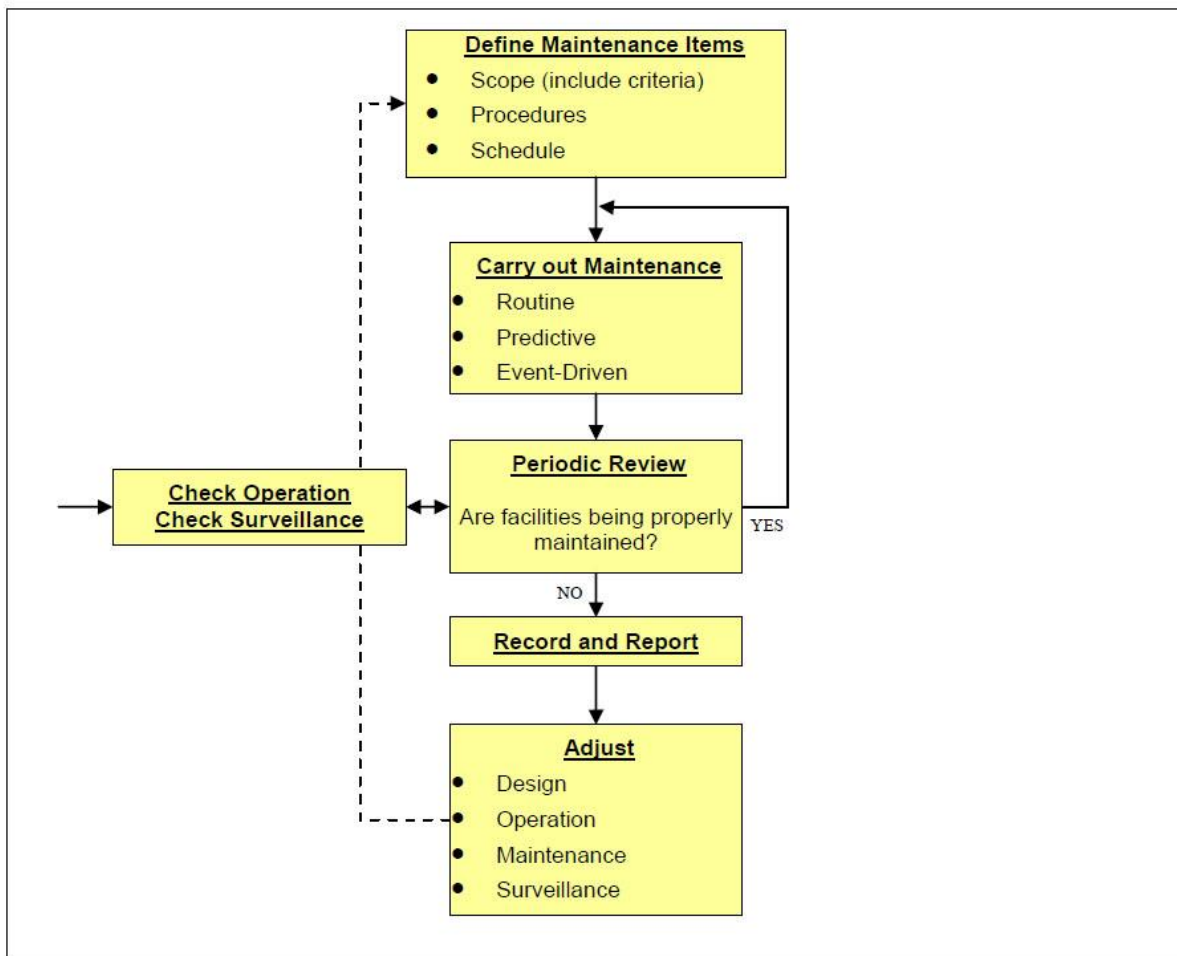 Define Maintenance Items
● Scope (include criteria)
● Procedures
● Schedule
Carry out Maintenance
● Routine
● Predictive
● Event-Driven
Check Operation
Check Surveillance
Periodic Review
Are facilities being properly
maintained?
YES
NO
Record and Report
Adjust
● Design
● Operation
● Maintenance
● Surveillance